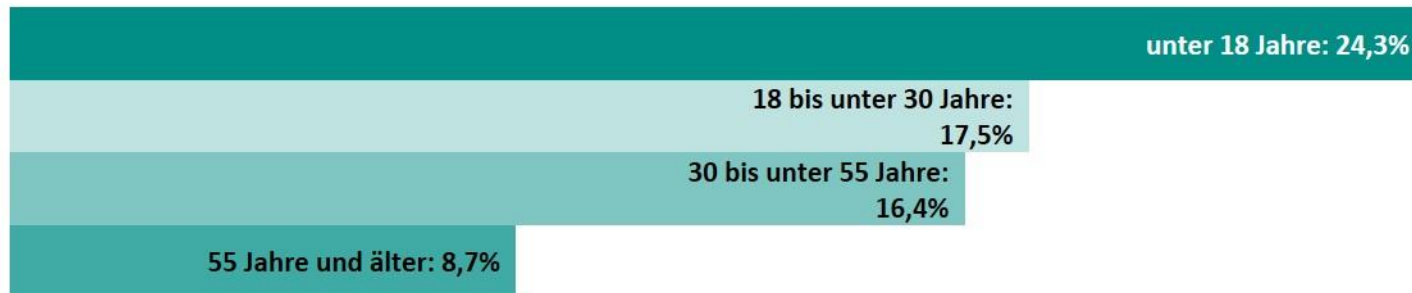 unter 18 Jahre: 24,3%
18 bis unter 30 Jahre:
17,5%
30 bis unter 55 Jahre:
16,4%
55 Jahre und älter: 8,7%